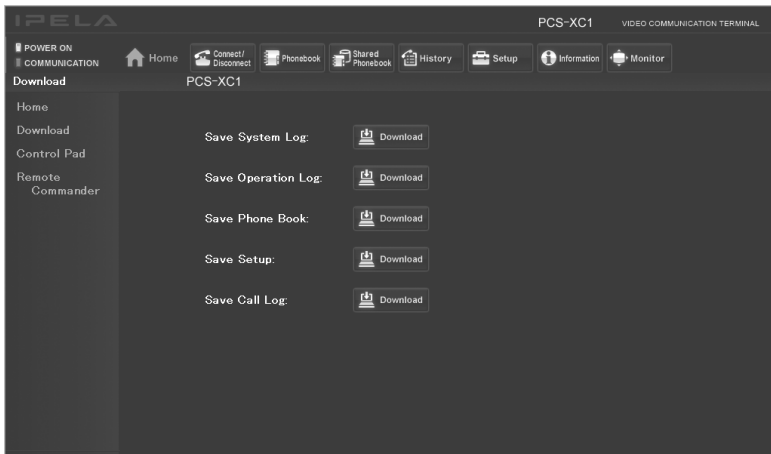 IPELA
PCS-XC1 VIDEO COMMUNICATION TERMINAL
POWER ON
COMMUNICATION
Home
Connect/
Disconnect
Phonebook
Shared
Phonebook
History
Setup
Information
Monitor
Download
PCS-XC1
Home
Download
Control Pad
Remote
Commander
Save System Log: Download
Save Operation Log: Download
Save Phone Book: Download
Save Setup: Download
Save Call Log: Download